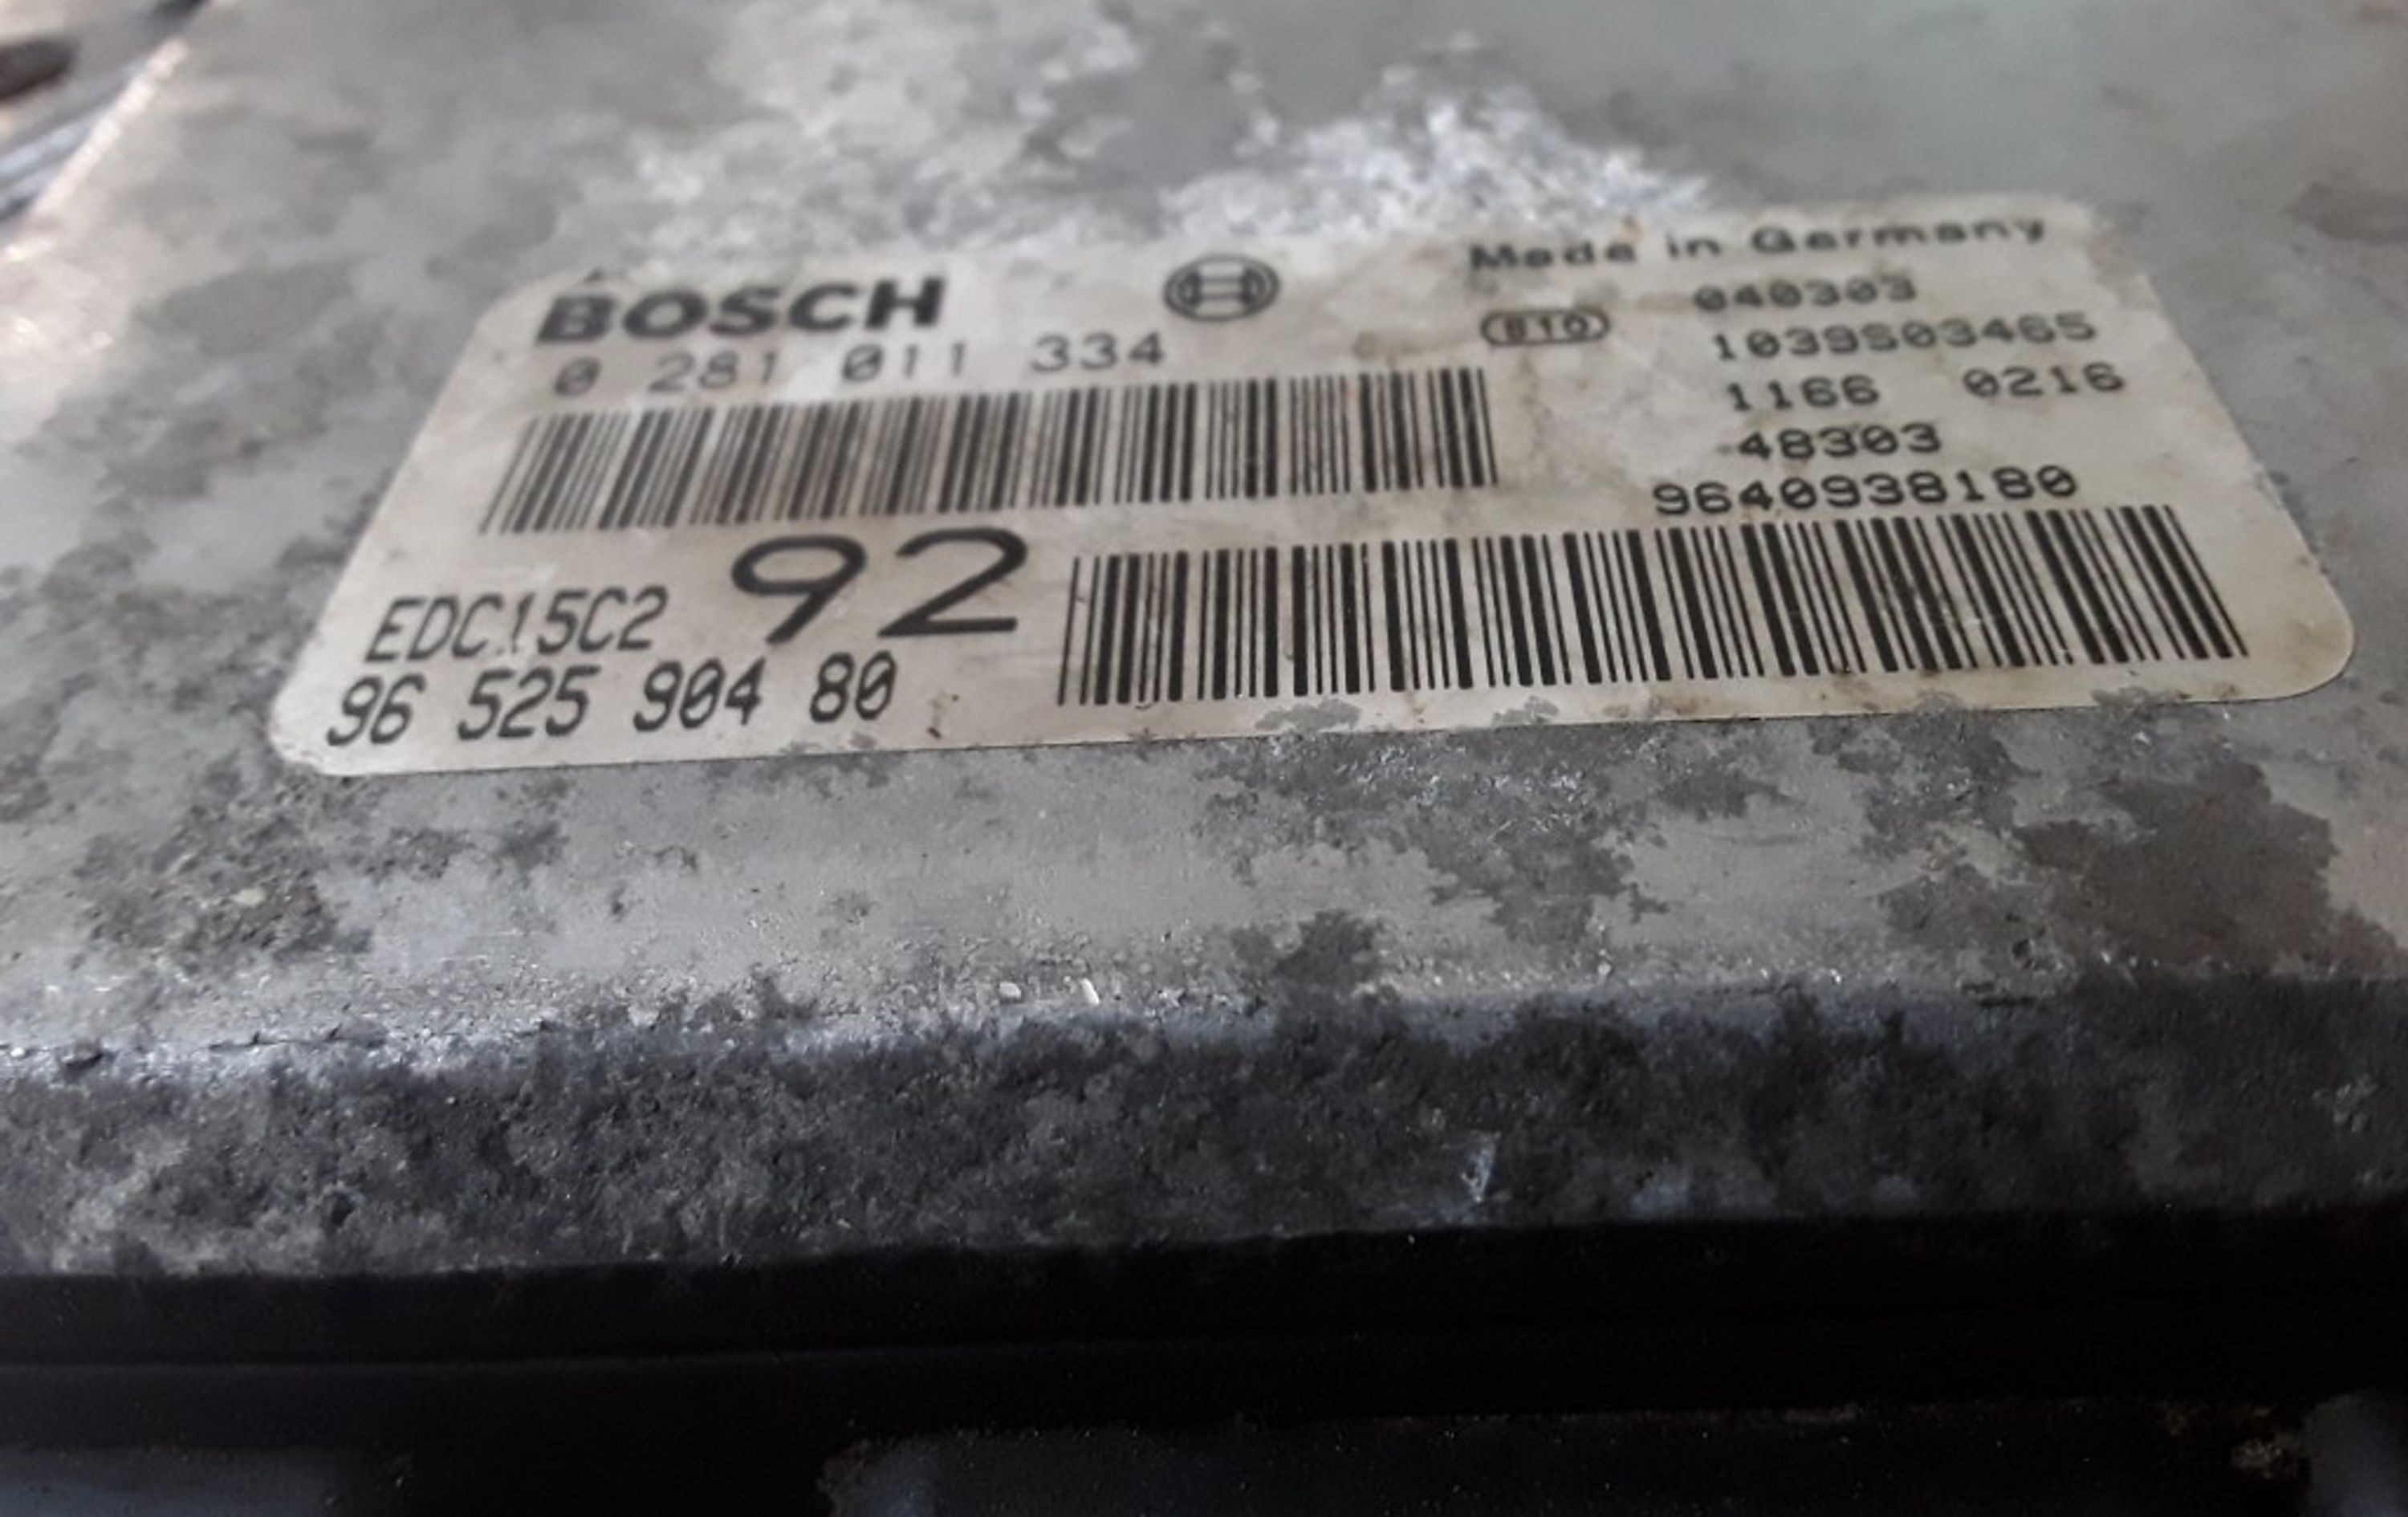 BOSCH
0 281 011 334
Made in Germany
040303
1039S03465
1166 0216
48303
9640938180
EDC15C2 92
96 525 904 80